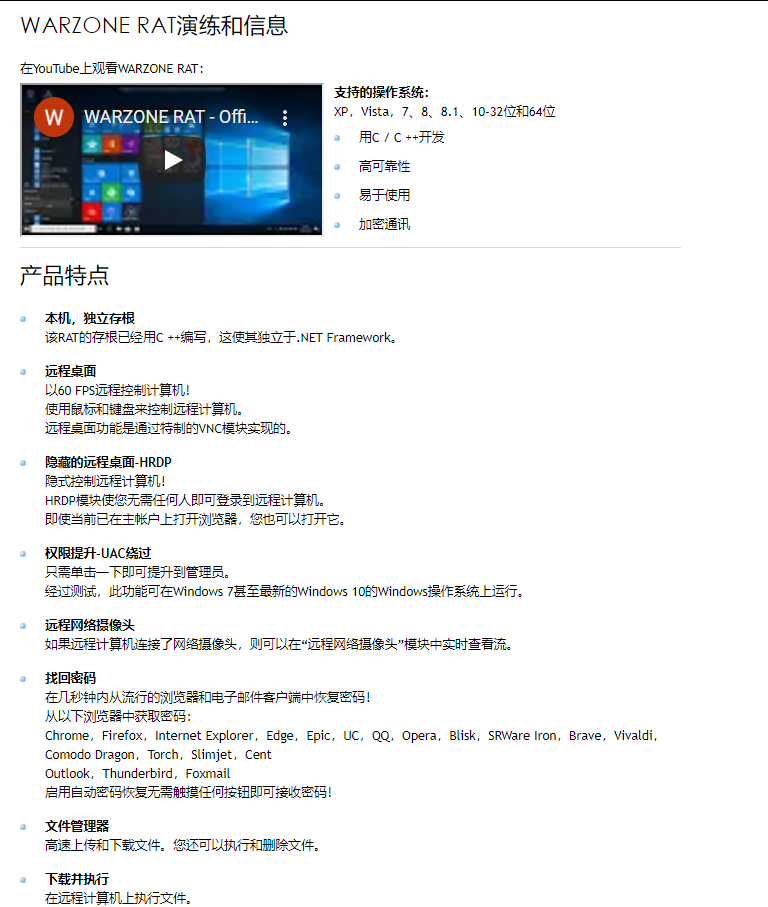 WARZONE RAT演练和信息
在YouTube上观看WARZONE RAT：
W WARZONE RAT - Offi...
支持的操作系统：
XP，Vista，7、8、8.1、10-32位和64位
用C / C ++开发
高可靠性
易于使用
加密通讯
产品特点
本机，独立存根
该RAT的存根已经用C ++编写，这使其独立于.NET Framework。
远程桌面
以60 FPS远程控制计算机！
使用鼠标和键盘来控制远程计算机。
远程桌面功能是通过特制的VNC模块实现的。
隐藏的远程桌面-HRDP
隐式控制远程计算机！
HRDP模块使您无需任何人即可登录到远程计算机。
即使当前已在主帐户上打开浏览器，您也可以打开它。
权限提升-UAC绕过
只需单击一下即可提升到管理员。
经过测试，此功能可在Windows 7甚至最新的Windows 10的Windows操作系统上运行。
远程网络摄像头
如果远程计算机连接了网络摄像头，则可以在“远程网络摄像头”模块中实时查看流。
找回密码
在几秒钟内从流行的浏览器和电子邮件客户端中恢复密码！
从以下浏览器中获取密码：
Chrome，Firefox，Internet Explorer，Edge，Epic，UC，QQ，Opera，Blisk，SRWare Iron，Brave，Vivaldi，
Comodo Dragon，Torch，Slimjet，Cent
Outlook，Thunderbird，Foxmail
启用自动密码恢复无需触摸任何按钮即可接收密码！
文件管理器
高速上传和下载文件。您还可以执行和删除文件。
下载并执行
在远程计算机上执行文件。